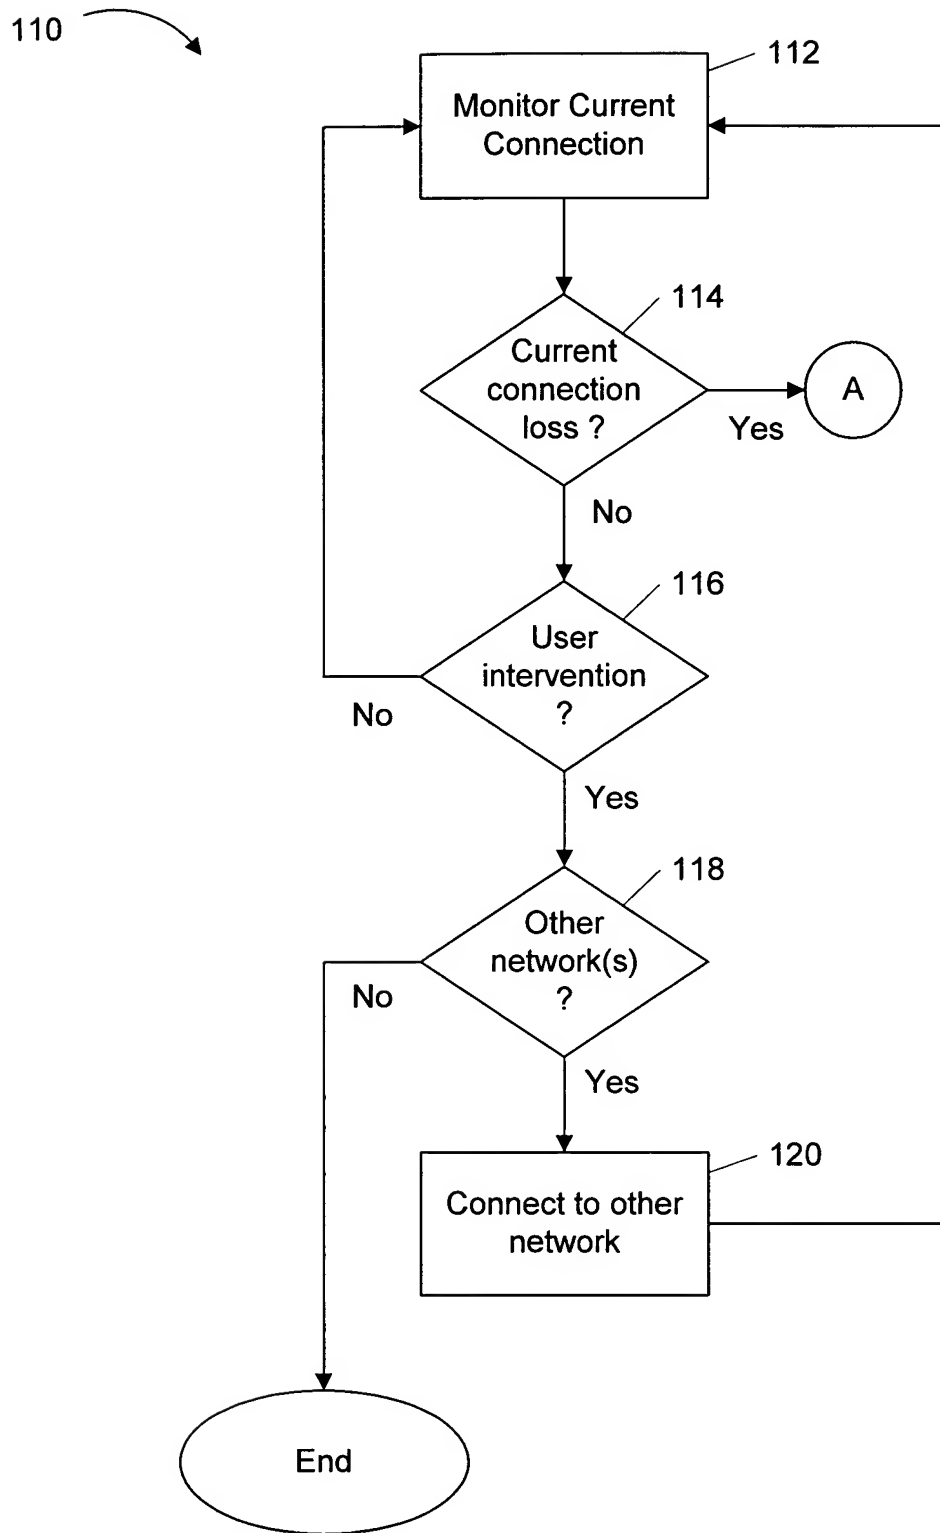 110
112
Monitor Current
Connection
114
Current
connection
loss ?
A
Yes
No
116
User
intervention
?
No
Yes
118
Other
network(s)
?
No
Yes
120
Connect to other
network
End